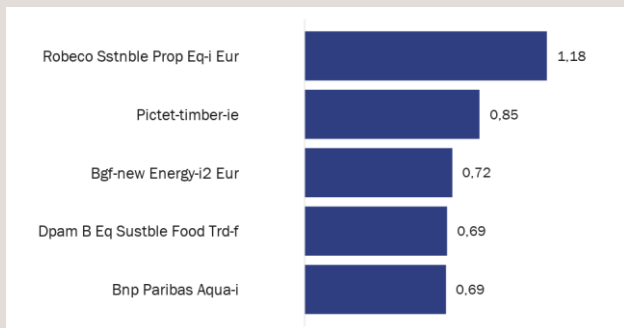 Robeco Sstnble Prop Eq-i Eur 1,18
Pictet-timber-ie 0,85
Bgf-new Energy-i2 Eur 0,72
Dpam B Eq Sustble Food Trd-f 0,69
Bnp Paribas Aqua-i 0,69